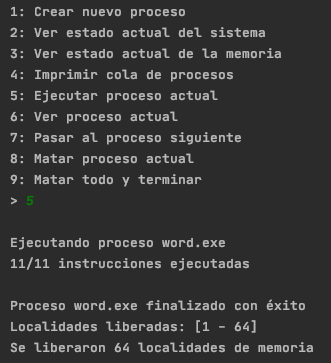 1: Crear nuevo proceso
2: Ver estado actual del sistema
3: Ver estado actual de la memoria
4: Imprimir cola de procesos
5: Ejecutar proceso actual
6: Ver proceso actual
7: Pasar al proceso siguiente
8: Matar proceso actual
9: Matar todo y terminar
> 5
Ejecutando proceso word.exe
11/11 instrucciones ejecutadas
Proceso word.exe finalizado con éxito
Localidades liberadas: [1 - 64]
Se liberaron 64 localidades de memoria